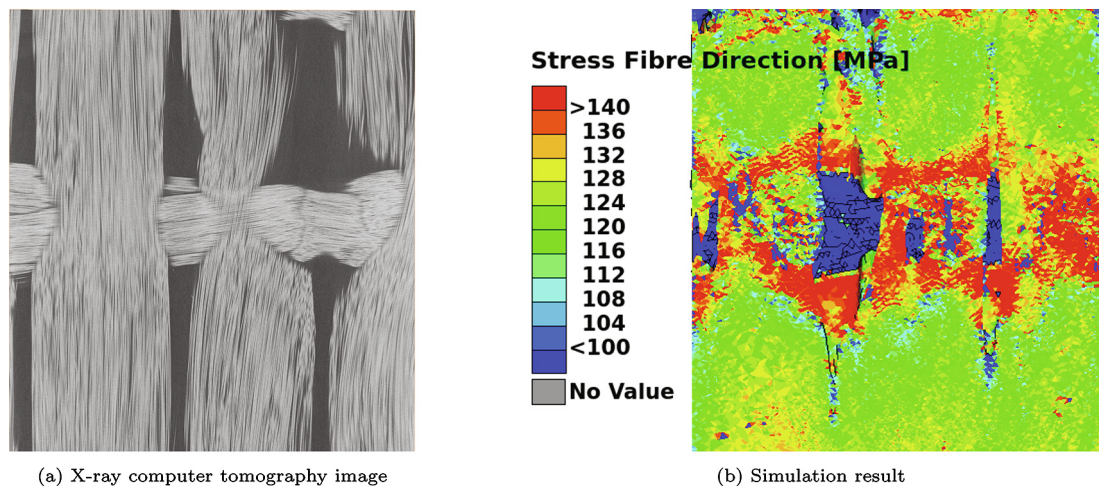 Stress Fibre Direction [MPa]
>140
136
132
128
124
120
116
112
108
104
<100
No Value
(a) X-ray computer tomography image
(b) Simulation result